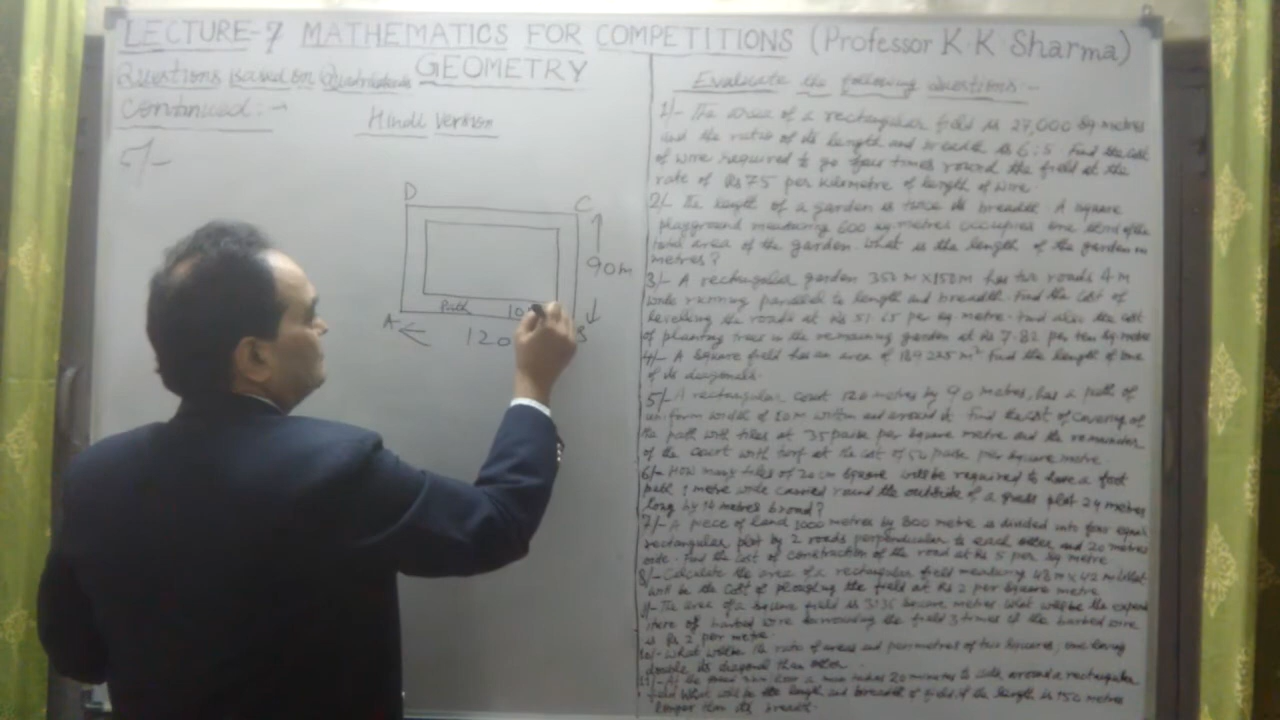 LECTURE-7 MATHEMATICS FOR COMPETITIONS (Professor K.K Sharma)
GEOMETRY
Questions Based on Quadrilaterals
Continued:-
Hindi Version
5/-
D
C
90m
Path
10
A
120
B
Evaluate the following Questions:-
1/- The area of a rectangular field is 27,000 sq metres
and the ratio of its length and breadth is 6:5 Find the cost
of wire required to go four times round the field at the
rate of Rs 75 per kilometre of length of wire.
2/- The length of a garden is twice its breadth A square
playground measuring 600 sq metres occupies one third of the
total area of the garden. What is the length of the garden in
metres?
3/- A rectangular garden 350 M X 150M has two roads 4 M
wide running parallel to length and breadth Find the cost of
levelling the roads at Rs 51.65 per sq metre. Find also the cost
of planting trees in the remaining garden at Rs 7.82 per ten sq metre
4/- A square field has an area of m² Find the length of one
of its diagonals.
5/- A rectangular court 120 metres by 90 metres, has a path of
uniform width of 10 M within and around it Find the cost of covering of
the path with tiles at 35 paise per square metre and the remainder
of the court with turf at the cost of 50 paise per square metre.
6/- How many tiles of 20 cm square will be required to lave a foot
path 1 metre wide carried round the outside of a grass plot 24 metres
long by 14 metres broad?
7/- A piece of land 1000 metres by 800 metre is divided into four equal
rectangular plot by 2 roads perpendicular to each other and 20 metres
wide. Find the cost of construction of the road at Rs 5 per sq metre
8/- Calculate the area of a rectangular field measuring 48 m x 42 m What
will be the cost of ploughing the field at Rs 2 per square metre
9/- The area of a square field is square metres What will be the expend
iture of barbed wire surrounding the field 3 times if the barbed wire
is Rs 2 per metre.
10/- What will be the ratio of areas and perimetres of two squares, one having
double its diagonal than other.
11/- At the a man takes 20 minutes to walk around a rectangular
field What will be the length and breadth of field, if the length is 150 metres
longer than its breadth.